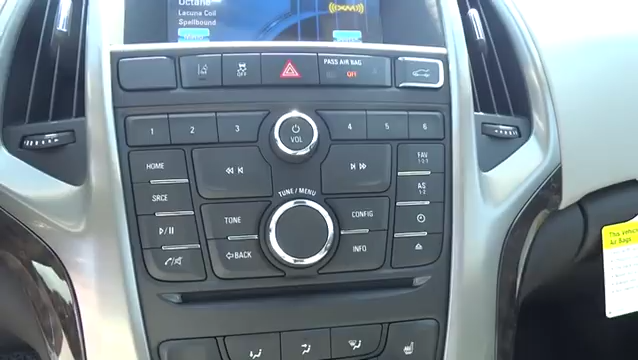 Octane
Lacuna Coil
Spellbound
((XM))
OFF
PASS AIR BAG
OFF
1 2 3 4 5 6
VOL
HOME
FAV
1-2-3
SRCE
AS
1-2
TUNE / MENU
TONE
CONFIG
BACK
INFO
This Vehicle
Air Bags